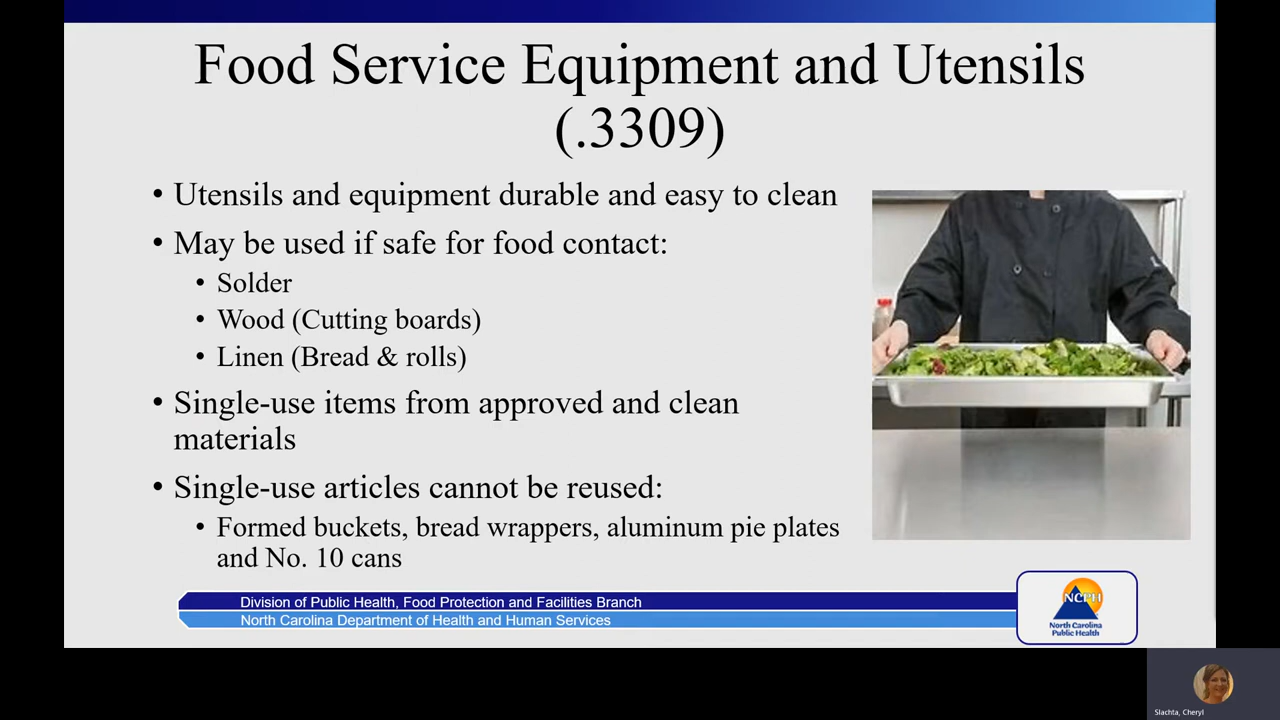 Food Service Equipment and Utensils
(.3309)
• Utensils and equipment durable and easy to clean
• May be used if safe for food contact:
• Solder
• Wood (Cutting boards)
• Linen (Bread & rolls)
• Single-use items from approved and clean
materials
• Single-use articles cannot be reused:
• Formed buckets, bread wrappers, aluminum pie plates
and No. 10 cans
Division of Public Health, Food Protection and Facilities Branch
North Carolina Department of Health and Human Services
NCPH
North Carolina
Public Health
Slachta, Cheryl